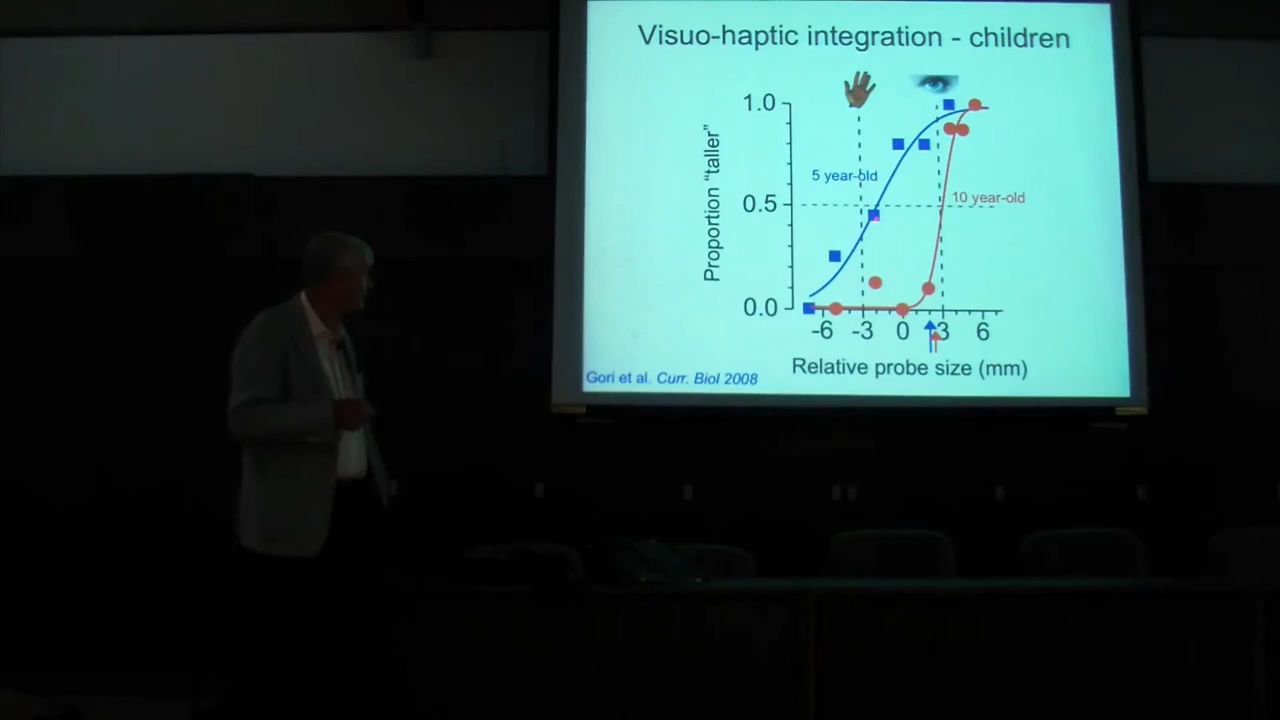 Visuo-haptic integration - children
1.0
0.5
0.0
Proportion "taller"
5 year-old
10 year-old
-6 -3 0 3 6
Relative probe size (mm)
Gori et al. Curr. Biol 2008